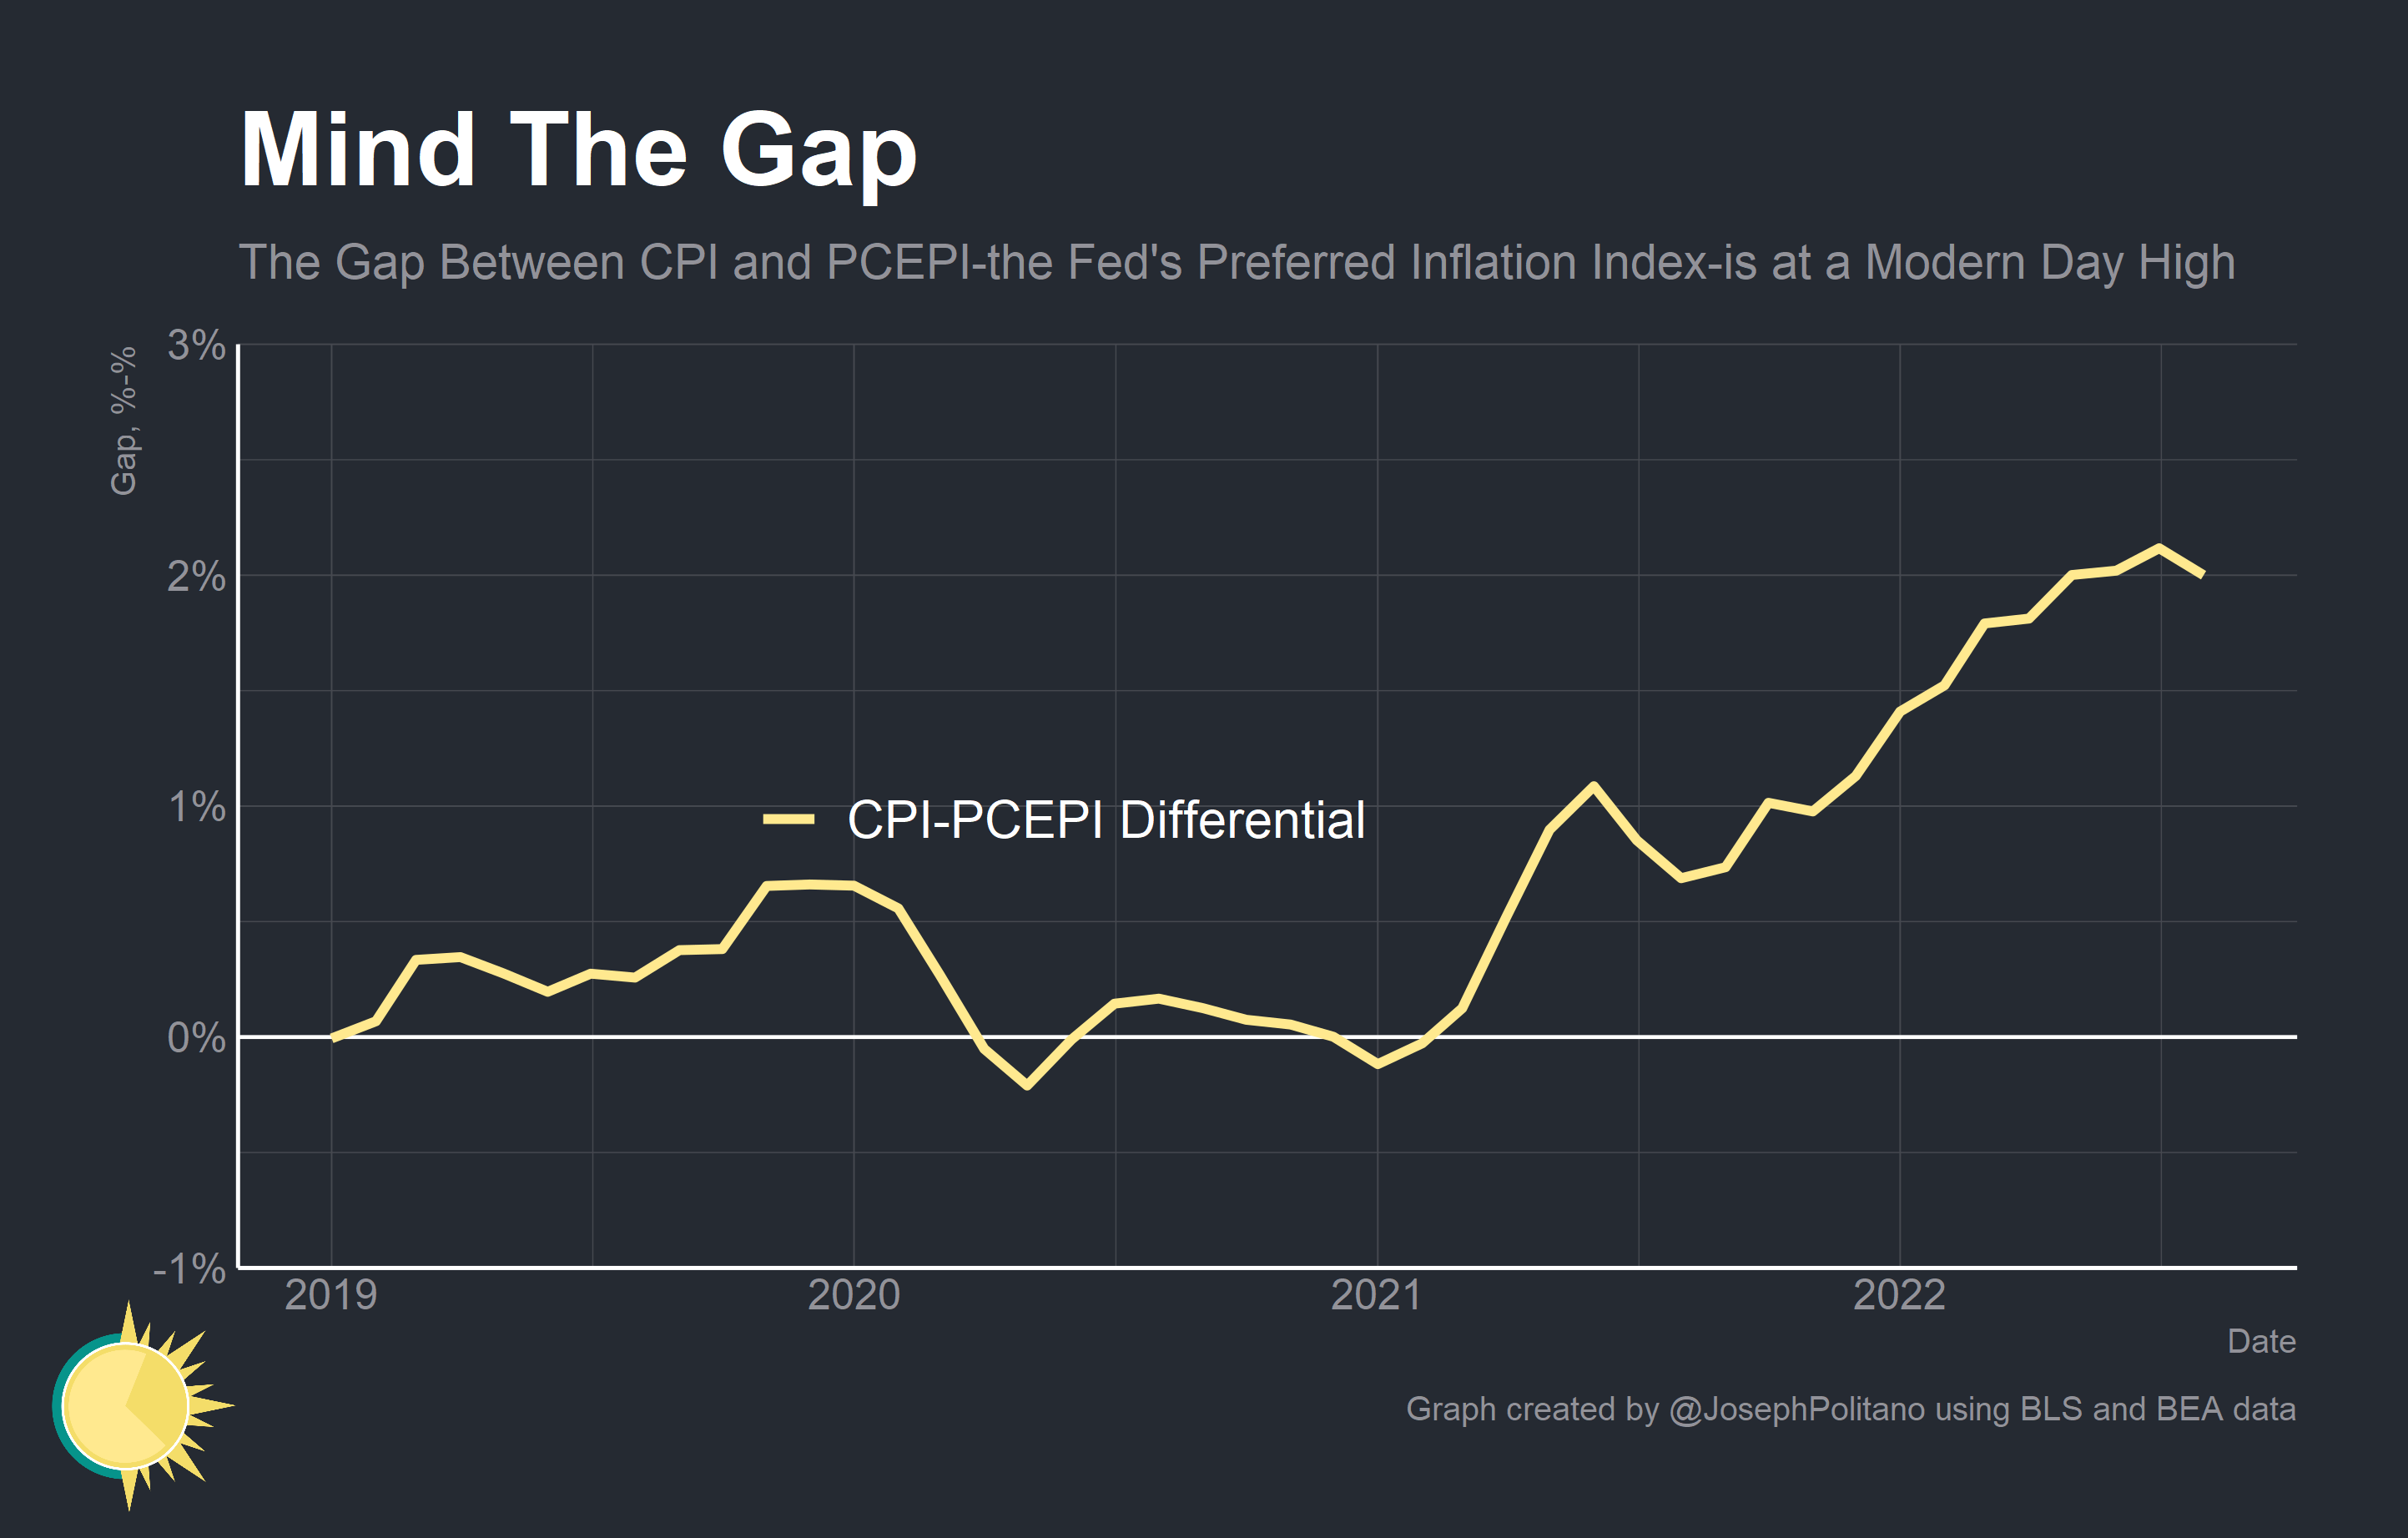 Mind The Gap
The Gap Between CPI and PCEPI-the Fed's Preferred Inflation Index-is at a Modern Day High
Gap, %-%
3%
2%
1%
0%
-1%
CPI-PCEPI Differential
2019
2020
2021
2022
Date
Graph created by @JosephPolitano using BLS and BEA data